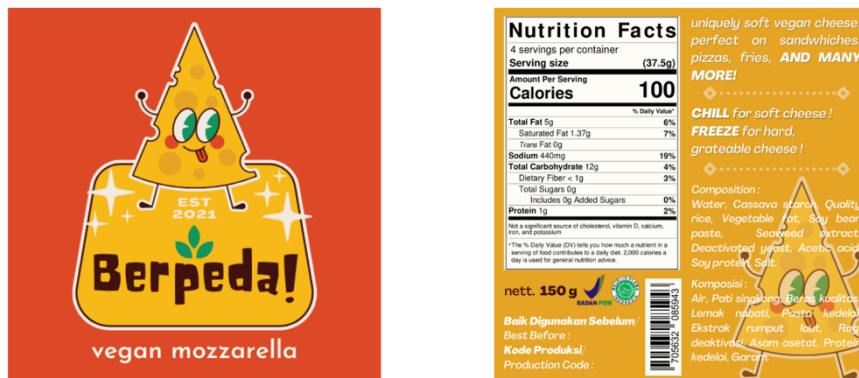 EST
2021
Berpeda!
vegan mozzarella
Nutrition Facts
4 servings per container
Serving size (37.5g)
Amount Per Serving
Calories 100
% Daily Value*
Total Fat 5g 6%
Saturated Fat 1.37g 7%
Trans Fat 0g
Sodium 440mg 19%
Total Carbohydrate 12g 4%
Dietary Fiber < 1g 3%
Total Sugars 0g
Includes 0g Added Sugars 0%
Protein 1g 2%
Not a significant source of cholesterol, vitamin D, calcium,
iron, and potassium
*The % Daily Value (DV) tells you how much a nutrient in a
serving of food contributes to a daily diet. 2,000 calories a
day is used for general nutrition advice.
nett. 150 g
BADAN POM
Baik Digunakan Sebelum/
Best Before :
Kode Produksi/
Production Code :
705632 085943
uniquely soft vegan cheese,
perfect on sandwhiches,
pizzas, fries, AND MANY
MORE!
CHILL for soft cheese !
FREEZE for hard,
grateable cheese !
Composition :
Water, Cassava starch, Quality
rice, Vegetable fat, Soy bean
paste, Seaweed extract,
Deactivated yeast, Acetic acid,
Soy protein, Salt.
Komposisi :
Air, Pati singkong, Beras kualitas
Lemak nabati, Pasta kedelai
Ekstrak rumput laut, Ragi
deaktivasi, Asam asetat, Protein
kedelai, Garam.